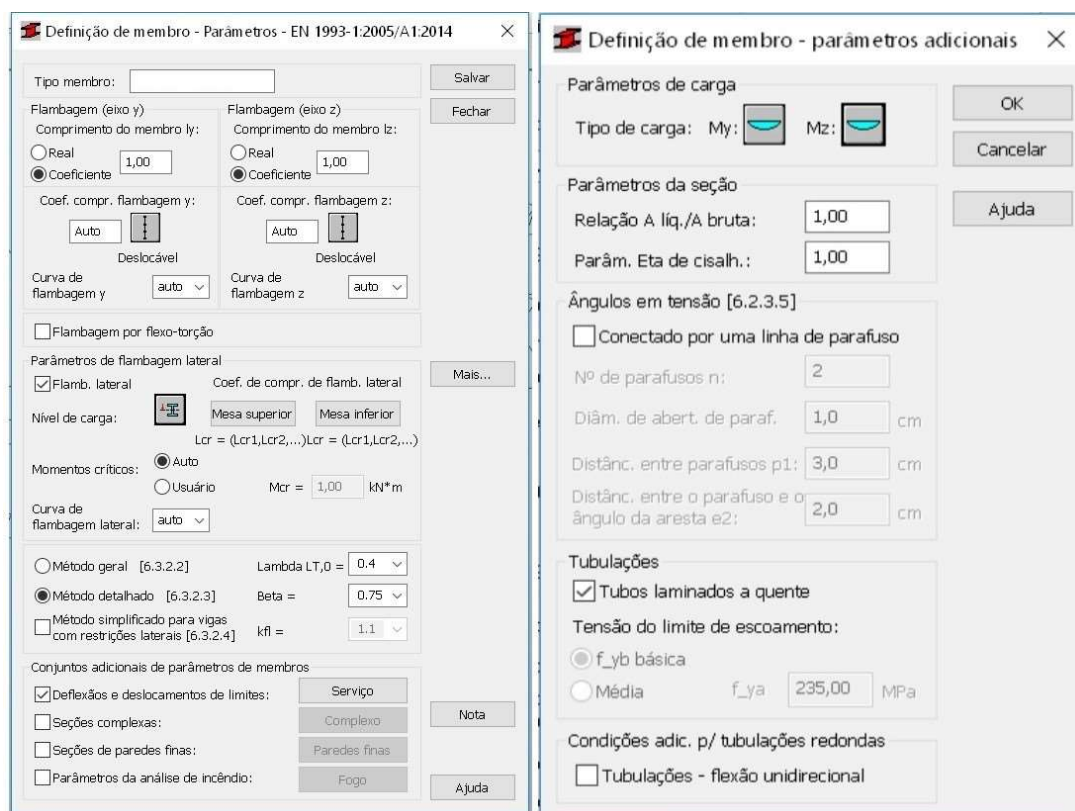 Definição de membro - Parâmetros - EN 1993-1:2005/A1:2014
Tipo membro:
Salvar
Fechar
Flambagem (eixo y)
Comprimento do membro ly:
Real
Coeficiente
1,00
Coef. compr. flambagem y:
Auto
Deslocável
Curva de
flambagem y
auto
Flambagem (eixo z)
Comprimento do membro lz:
Real
Coeficiente
1,00
Coef. compr. flambagem z:
Auto
Deslocável
Curva de
flambagem z
auto
Flambagem por flexo-torção
Parâmetros de flambagem lateral
Flamb. lateral
Coef. de compr. de flamb. lateral
Mais...
Nível de carga:
Mesa superior
Mesa inferior
Lcr = (Lcr1,Lcr2,...)Lcr = (Lcr1,Lcr2,...)
Momentos críticos:
Auto
Usuário
Mcr = 1,00 kN*m
Curva de
flambagem lateral:
auto
Método geral [6.3.2.2]
Lambda LT,0 = 0.4
Método detalhado [6.3.2.3]
Beta = 0.75
Método simplificado para vigas
com restrições laterais [6.3.2.4]
kfl = 1.1
Conjuntos adicionais de parâmetros de membros
Deflexãos e deslocamentos de limites:
Serviço
Seções complexas:
Complexo
Nota
Seções de paredes finas:
Paredes finas
Parâmetros da análise de incêndio:
Fogo
Ajuda
Definição de membro - parâmetros adicionais
Parâmetros de carga
Tipo de carga: My: Mz:
OK
Cancelar
Ajuda
Parâmetros da seção
Relação A líq./A bruta: 1,00
Parâm. Eta de cisalh.: 1,00
Ângulos em tensão [6.2.3.5]
Conectado por uma linha de parafuso
Nº de parafusos n: 2
Diâm. de abert. de paraf. 1,0 cm
Distânc. entre parafusos p1: 3,0 cm
Distânc. entre o parafuso e o
ângulo da aresta e2: 2,0 cm
Tubulações
Tubos laminados a quente
Tensão do limite de escoamento:
f_yb básica
Média f_ya 235,00 MPa
Condições adic. p/ tubulações redondas
Tubulações - flexão unidirecional